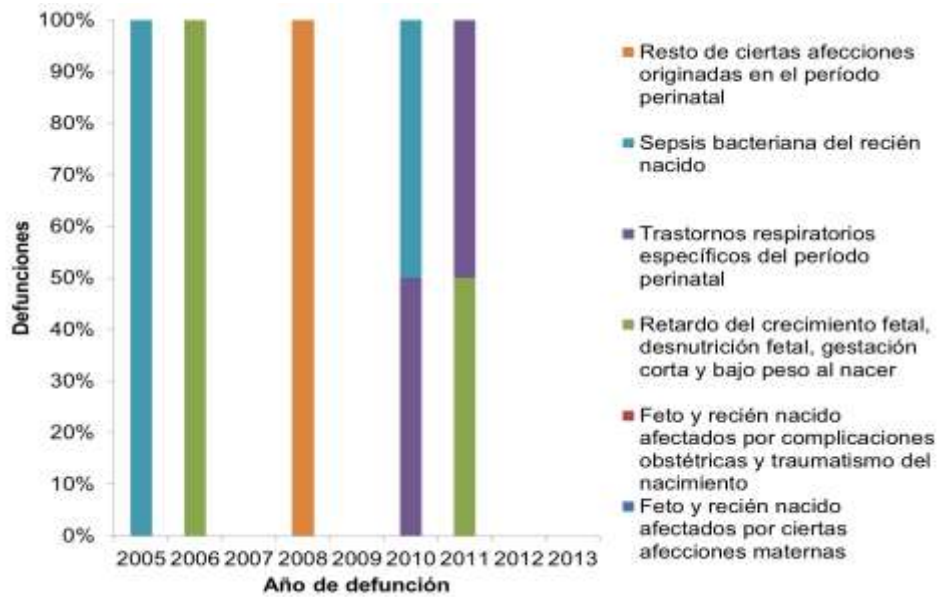 100%
90%
80%
70%
60%
50%
40%
30%
20%
10%
0%
Defunciones
2005 2006 2007 2008 2009 2010 2011 2012 2013
Año de defunción
Resto de ciertas afecciones
originadas en el período
perinatal
Sepsis bacteriana del recién
nacido
Trastornos respiratorios
específicos del período
perinatal
Retardo del crecimiento fetal,
desnutrición fetal, gestación
corta y bajo peso al nacer
Feto y recién nacido
afectados por complicaciones
obstétricas y traumatismo del
nacimiento
Feto y recién nacido
afectados por ciertas
afecciones maternas